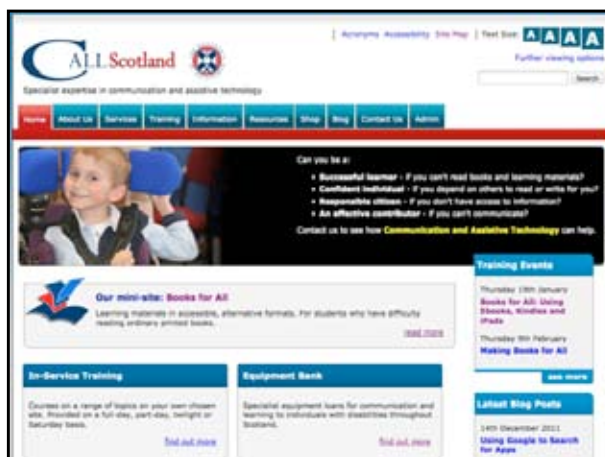 Acronyms Accessibility Site Map | Text Size: A A A A
Further viewing options
CALL Scotland
Search
Specialist expertise in communication and assistive technology
Home About Us Services Training Information Resources Shop Blog Contact Us Admin
Can you be a:
• Successful learner - if you can't read books and learning materials?
• Confident individual - if you depend on others to read or write for you?
• Responsible citizen - if you don't have access to information?
• An effective contributor - if you can't communicate?
Contact us to see how Communication and Assistive Technology can help.
Our mini-site: Books for All
Learning materials in accessible, alternative formats. For students who have difficulty
reading ordinary printed books.
read more
In-Service Training
Courses on a range of topics on your own chosen
site. Provided on a full-day, part-day, twilight or
Saturday basis.
find out more
Equipment Bank
Specialist equipment loans for communication and
learning to individuals with disabilities throughout
Scotland.
find out more
Training Events
Thursday 19th January
Books for All: Using
Ebooks, Kindles and
iPads
Thursday 9th February
Making Books for All
see more
Latest Blog Posts
14th December 2011
Using Google to Search
for Apps